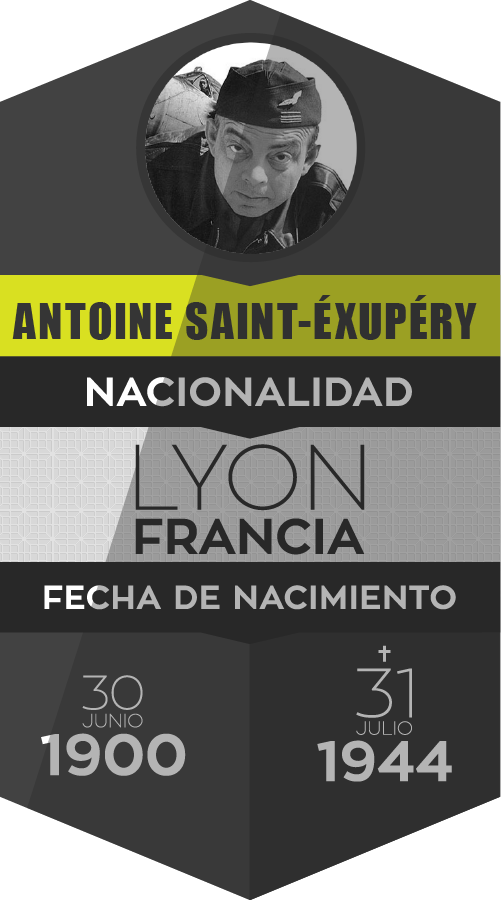 ANTOINE SAINT-ÉXUPÉRY
NACIONALIDAD
LYON
FRANCIA
FECHA DE NACIMIENTO
30
JUNIO
1900
✝
31
JULIO
1944